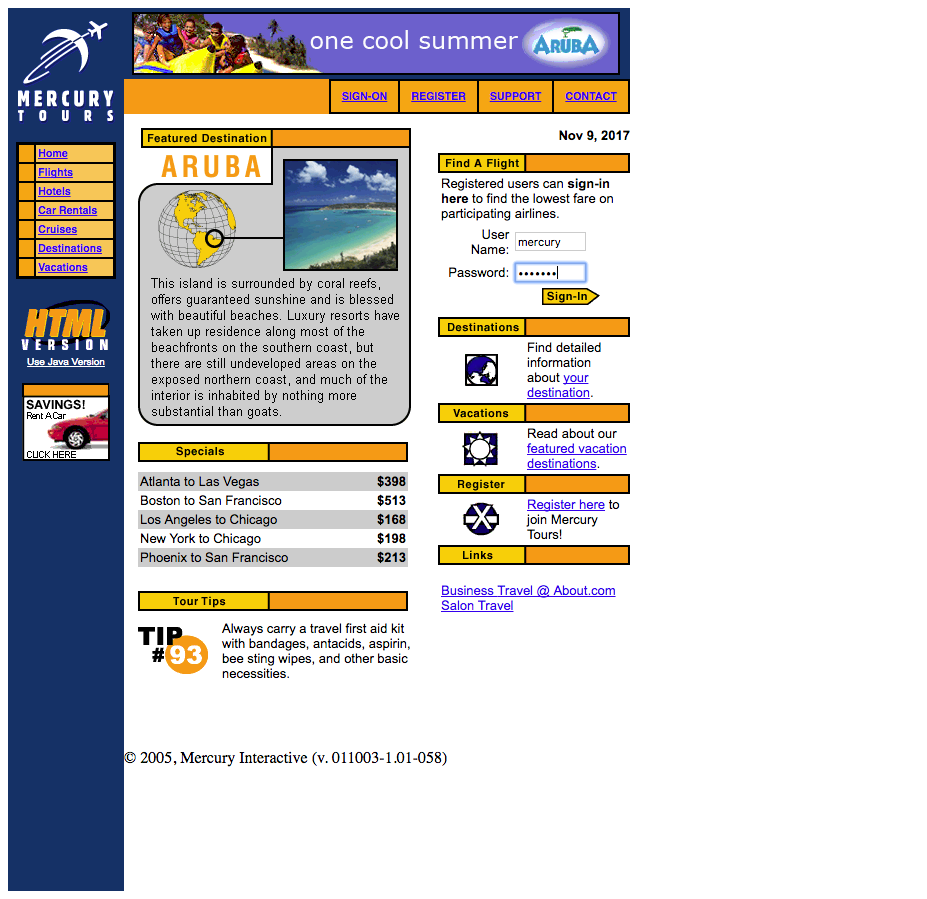 one cool summer
ARUBA
MERCURY
TOURS
SIGN-ON
REGISTER
SUPPORT
CONTACT
Home
Flights
Hotels
Car Rentals
Cruises
Destinations
Vacations
HTML
VERSION
Use Java Version
SAVINGS!
Rent A Car
CLICK HERE
Featured Destination
ARUBA
This island is surrounded by coral reefs,
offers guaranteed sunshine and is blessed
with beautiful beaches. Luxury resorts have
taken up residence along most of the
beachfronts on the southern coast, but
there are still undeveloped areas on the
exposed northern coast, and much of the
interior is inhabited by nothing more
substantial than goats.
Specials
Atlanta to Las Vegas $398
Boston to San Francisco $513
Los Angeles to Chicago $168
New York to Chicago $198
Phoenix to San Francisco $213
Tour Tips
TIP
#93
Always carry a travel first aid kit
with bandages, antacids, aspirin,
bee sting wipes, and other basic
necessities.
Nov 9, 2017
Find A Flight
Registered users can sign-in
here to find the lowest fare on
participating airlines.
User
Name: mercury
Password: •••••••
Sign-In
Destinations
Find detailed
information
about your
destination.
Vacations
Read about our
featured vacation
destinations.
Register
Register here to
join Mercury
Tours!
Links
Business Travel @ About.com
Salon Travel
© 2005, Mercury Interactive (v. 011003-1.01-058)